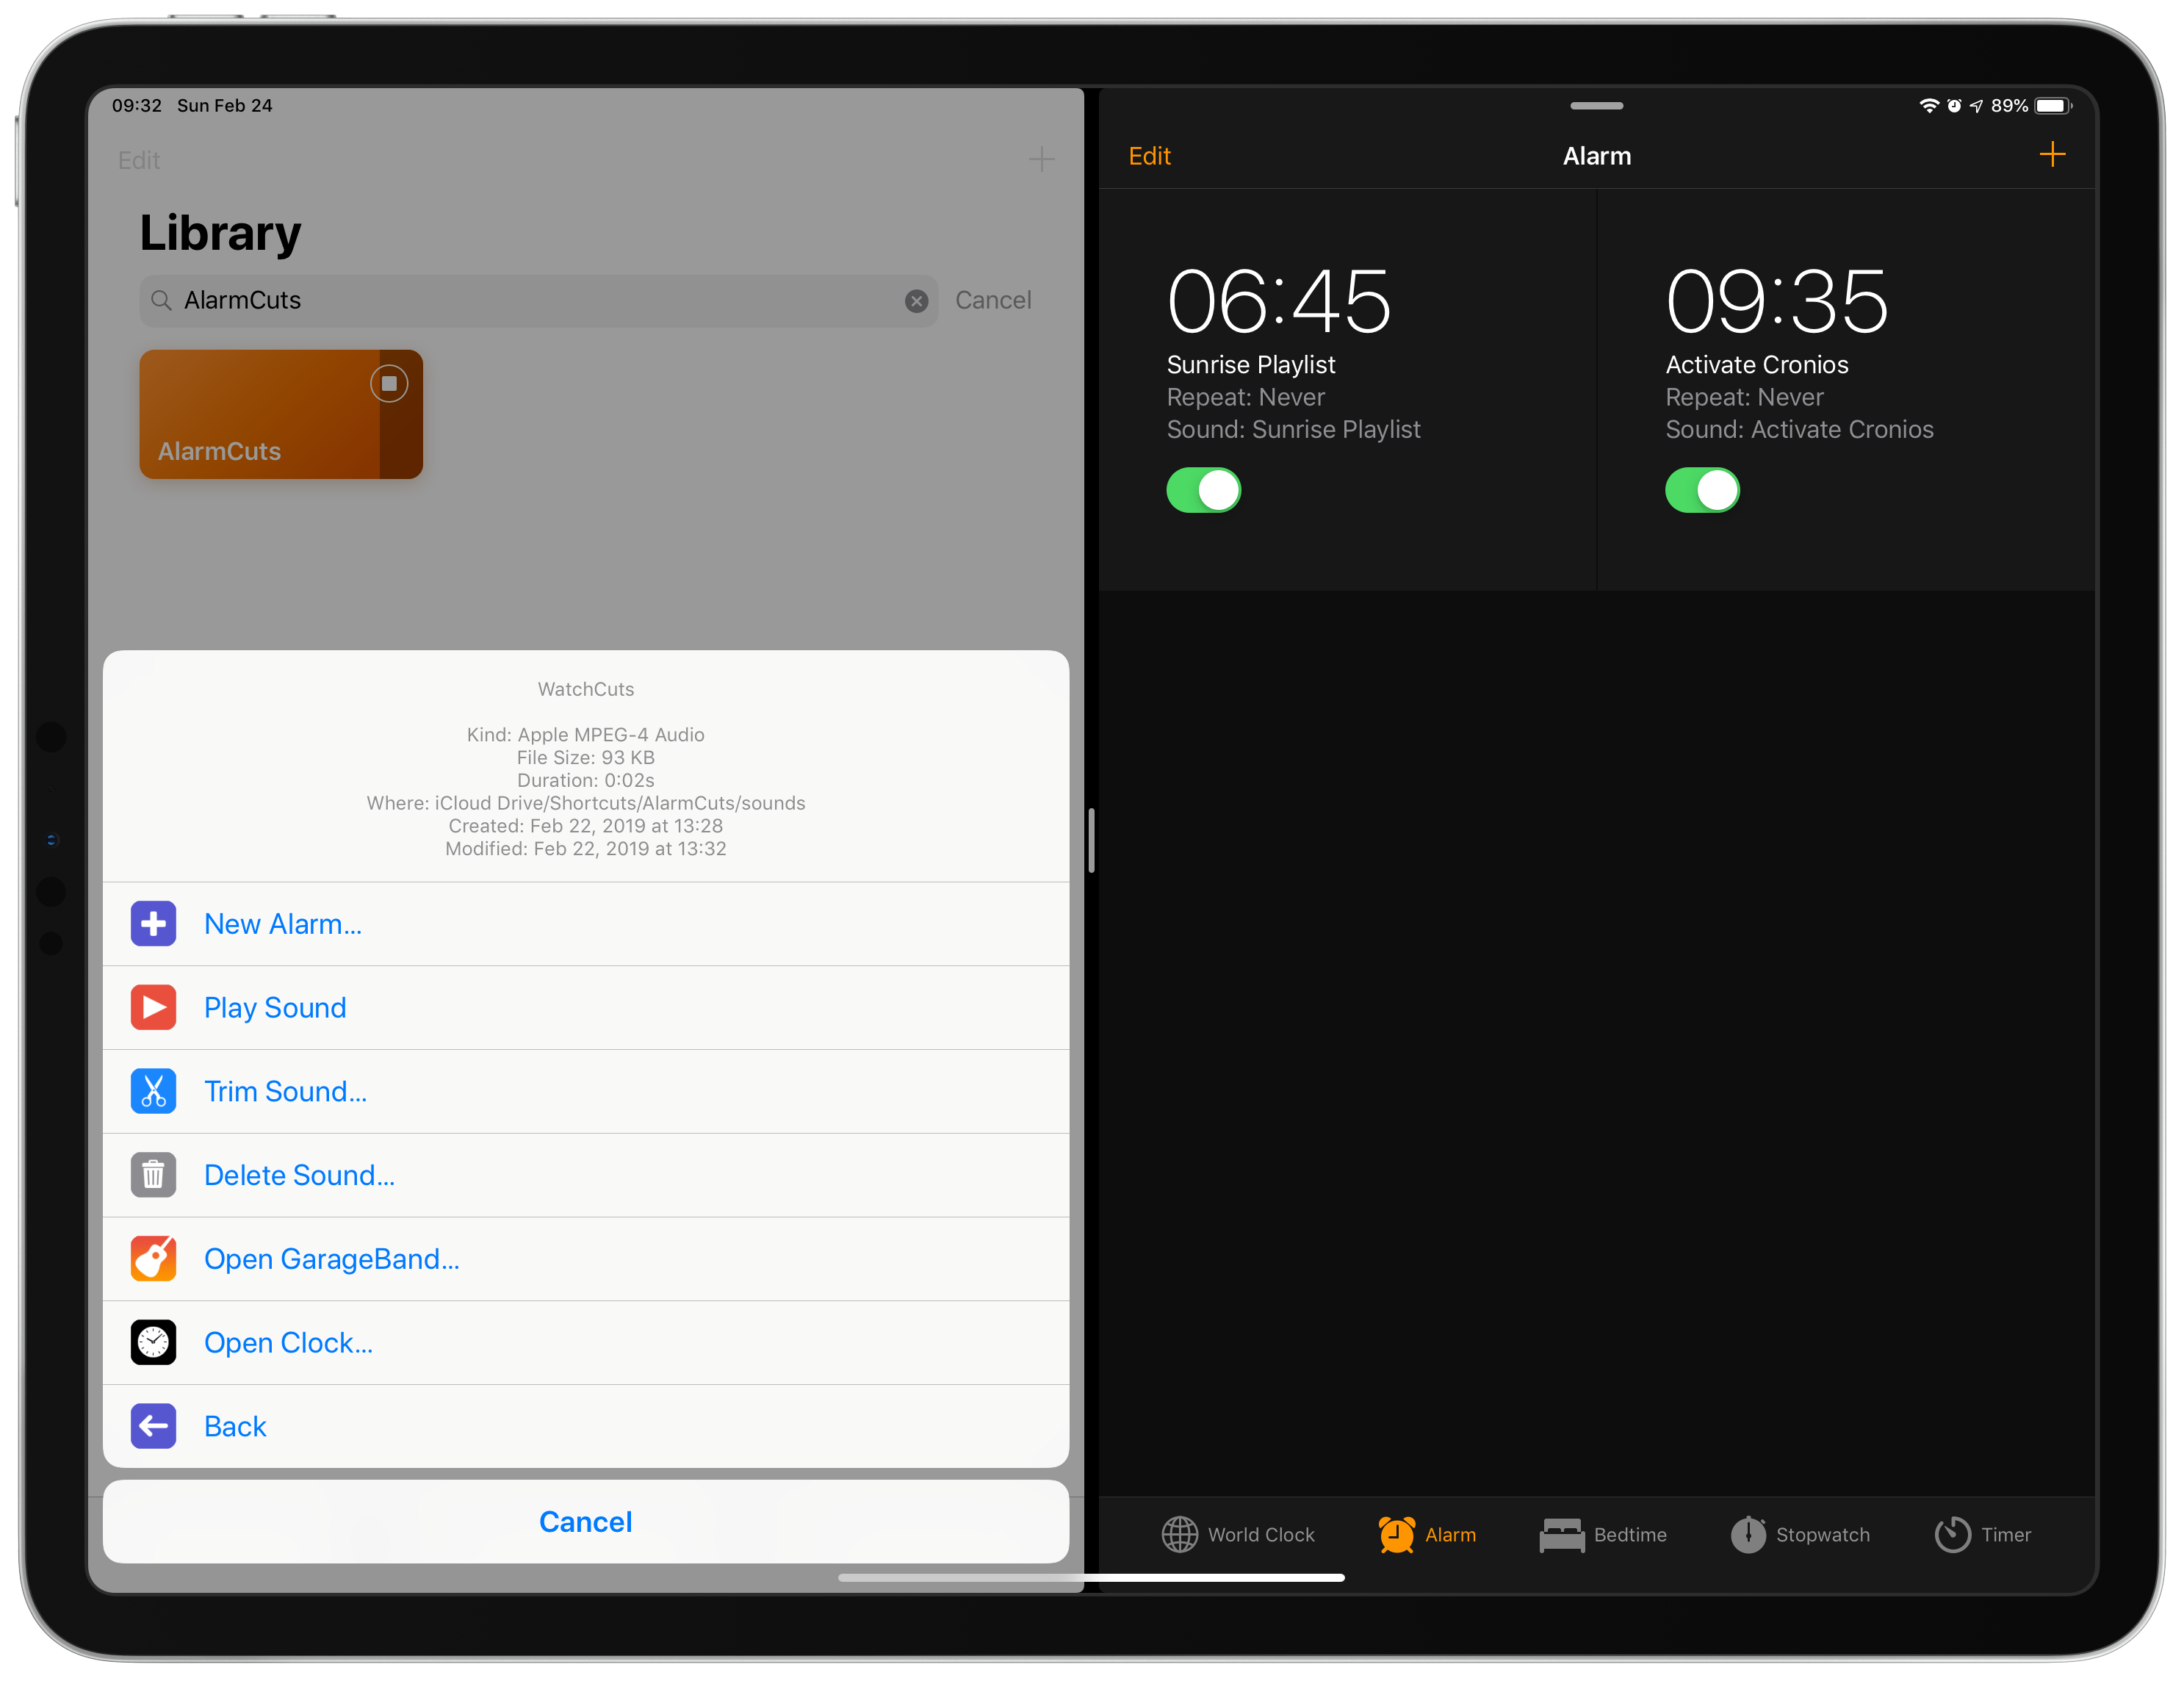 09:32 Sun Feb 24
Edit
Library
AlarmCuts
Cancel
AlarmCuts
WatchCuts
Kind: Apple MPEG-4 Audio
File Size: 93 KB
Duration: 0:02s
Where: iCloud Drive/Shortcuts/AlarmCuts/sounds
Created: Feb 22, 2019 at 13:28
Modified: Feb 22, 2019 at 13:32
New Alarm...
Play Sound
Trim Sound...
Delete Sound...
Open GarageBand...
Open Clock...
Back
Cancel
89%
Edit
Alarm
06:45
Sunrise Playlist
Repeat: Never
Sound: Sunrise Playlist
09:35
Activate Cronios
Repeat: Never
Sound: Activate Cronios
World Clock
Alarm
Bedtime
Stopwatch
Timer